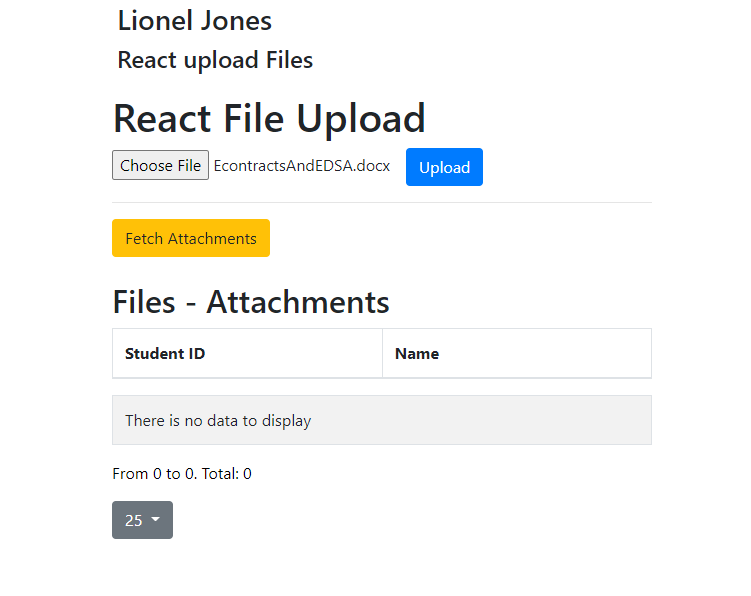 Lionel Jones
React upload Files
React File Upload
Choose File EcontractsAndEDSA.docx Upload
Fetch Attachments
Files - Attachments
Student ID Name
There is no data to display
From 0 to 0. Total: 0
25